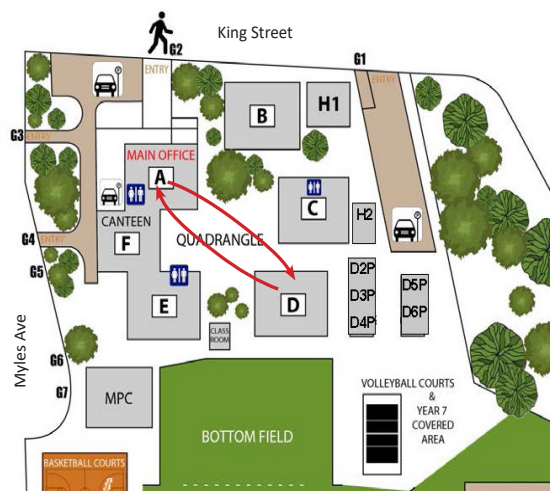 King Street
G2
G1
ENTRY
ENTRY
B
H1
G3
ENTRY
MAIN OFFICE
A
C
H2
CANTEEN
F
QUADRANGLE
G4
ENTRY
G5
D2P
D3P
D4P
D5P
D6P
E
D
CLASS
ROOM
Myles Ave
G6
G7
MPC
BOTTOM FIELD
VOLLEYBALL COURTS
&
YEAR 7
COVERED
AREA
BASKETBALL COURTS